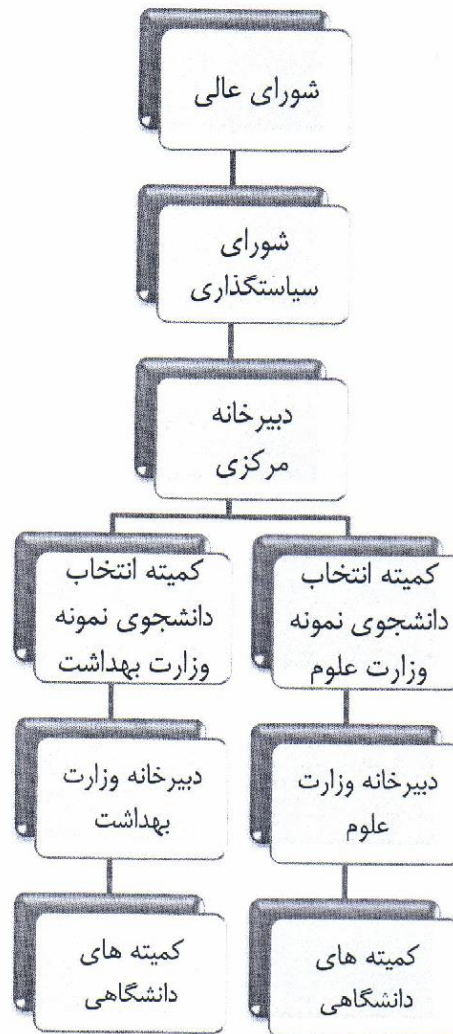 شورای عالی
شورای
سیاستگذاری
دبیرخانه
مرکزی
کمیته انتخاب
دانشجوی نمونه
وزارت علوم
کمیته انتخاب
دانشجوی نمونه
وزارت بهداشت
دبیرخانه وزارت
علوم
دبیرخانه وزارت
بهداشت
کمیته های
دانشگاهی
کمیته های
دانشگاهی